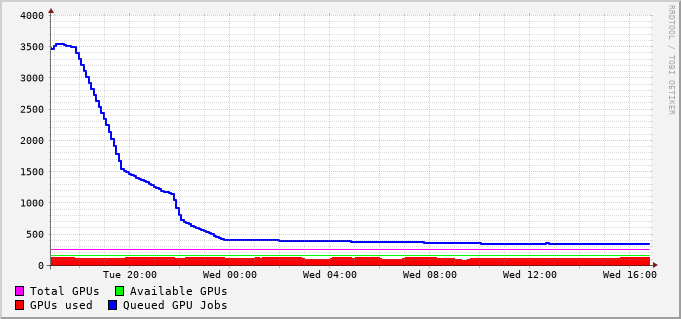 RRDTOOL / TOBI OETIKER
4000
3500
3000
2500
2000
1500
1000
500
0
Tue 20:00 Wed 00:00 Wed 04:00 Wed 08:00 Wed 12:00 Wed 16:00
Total GPUs Available GPUs
GPUs used Queued GPU Jobs